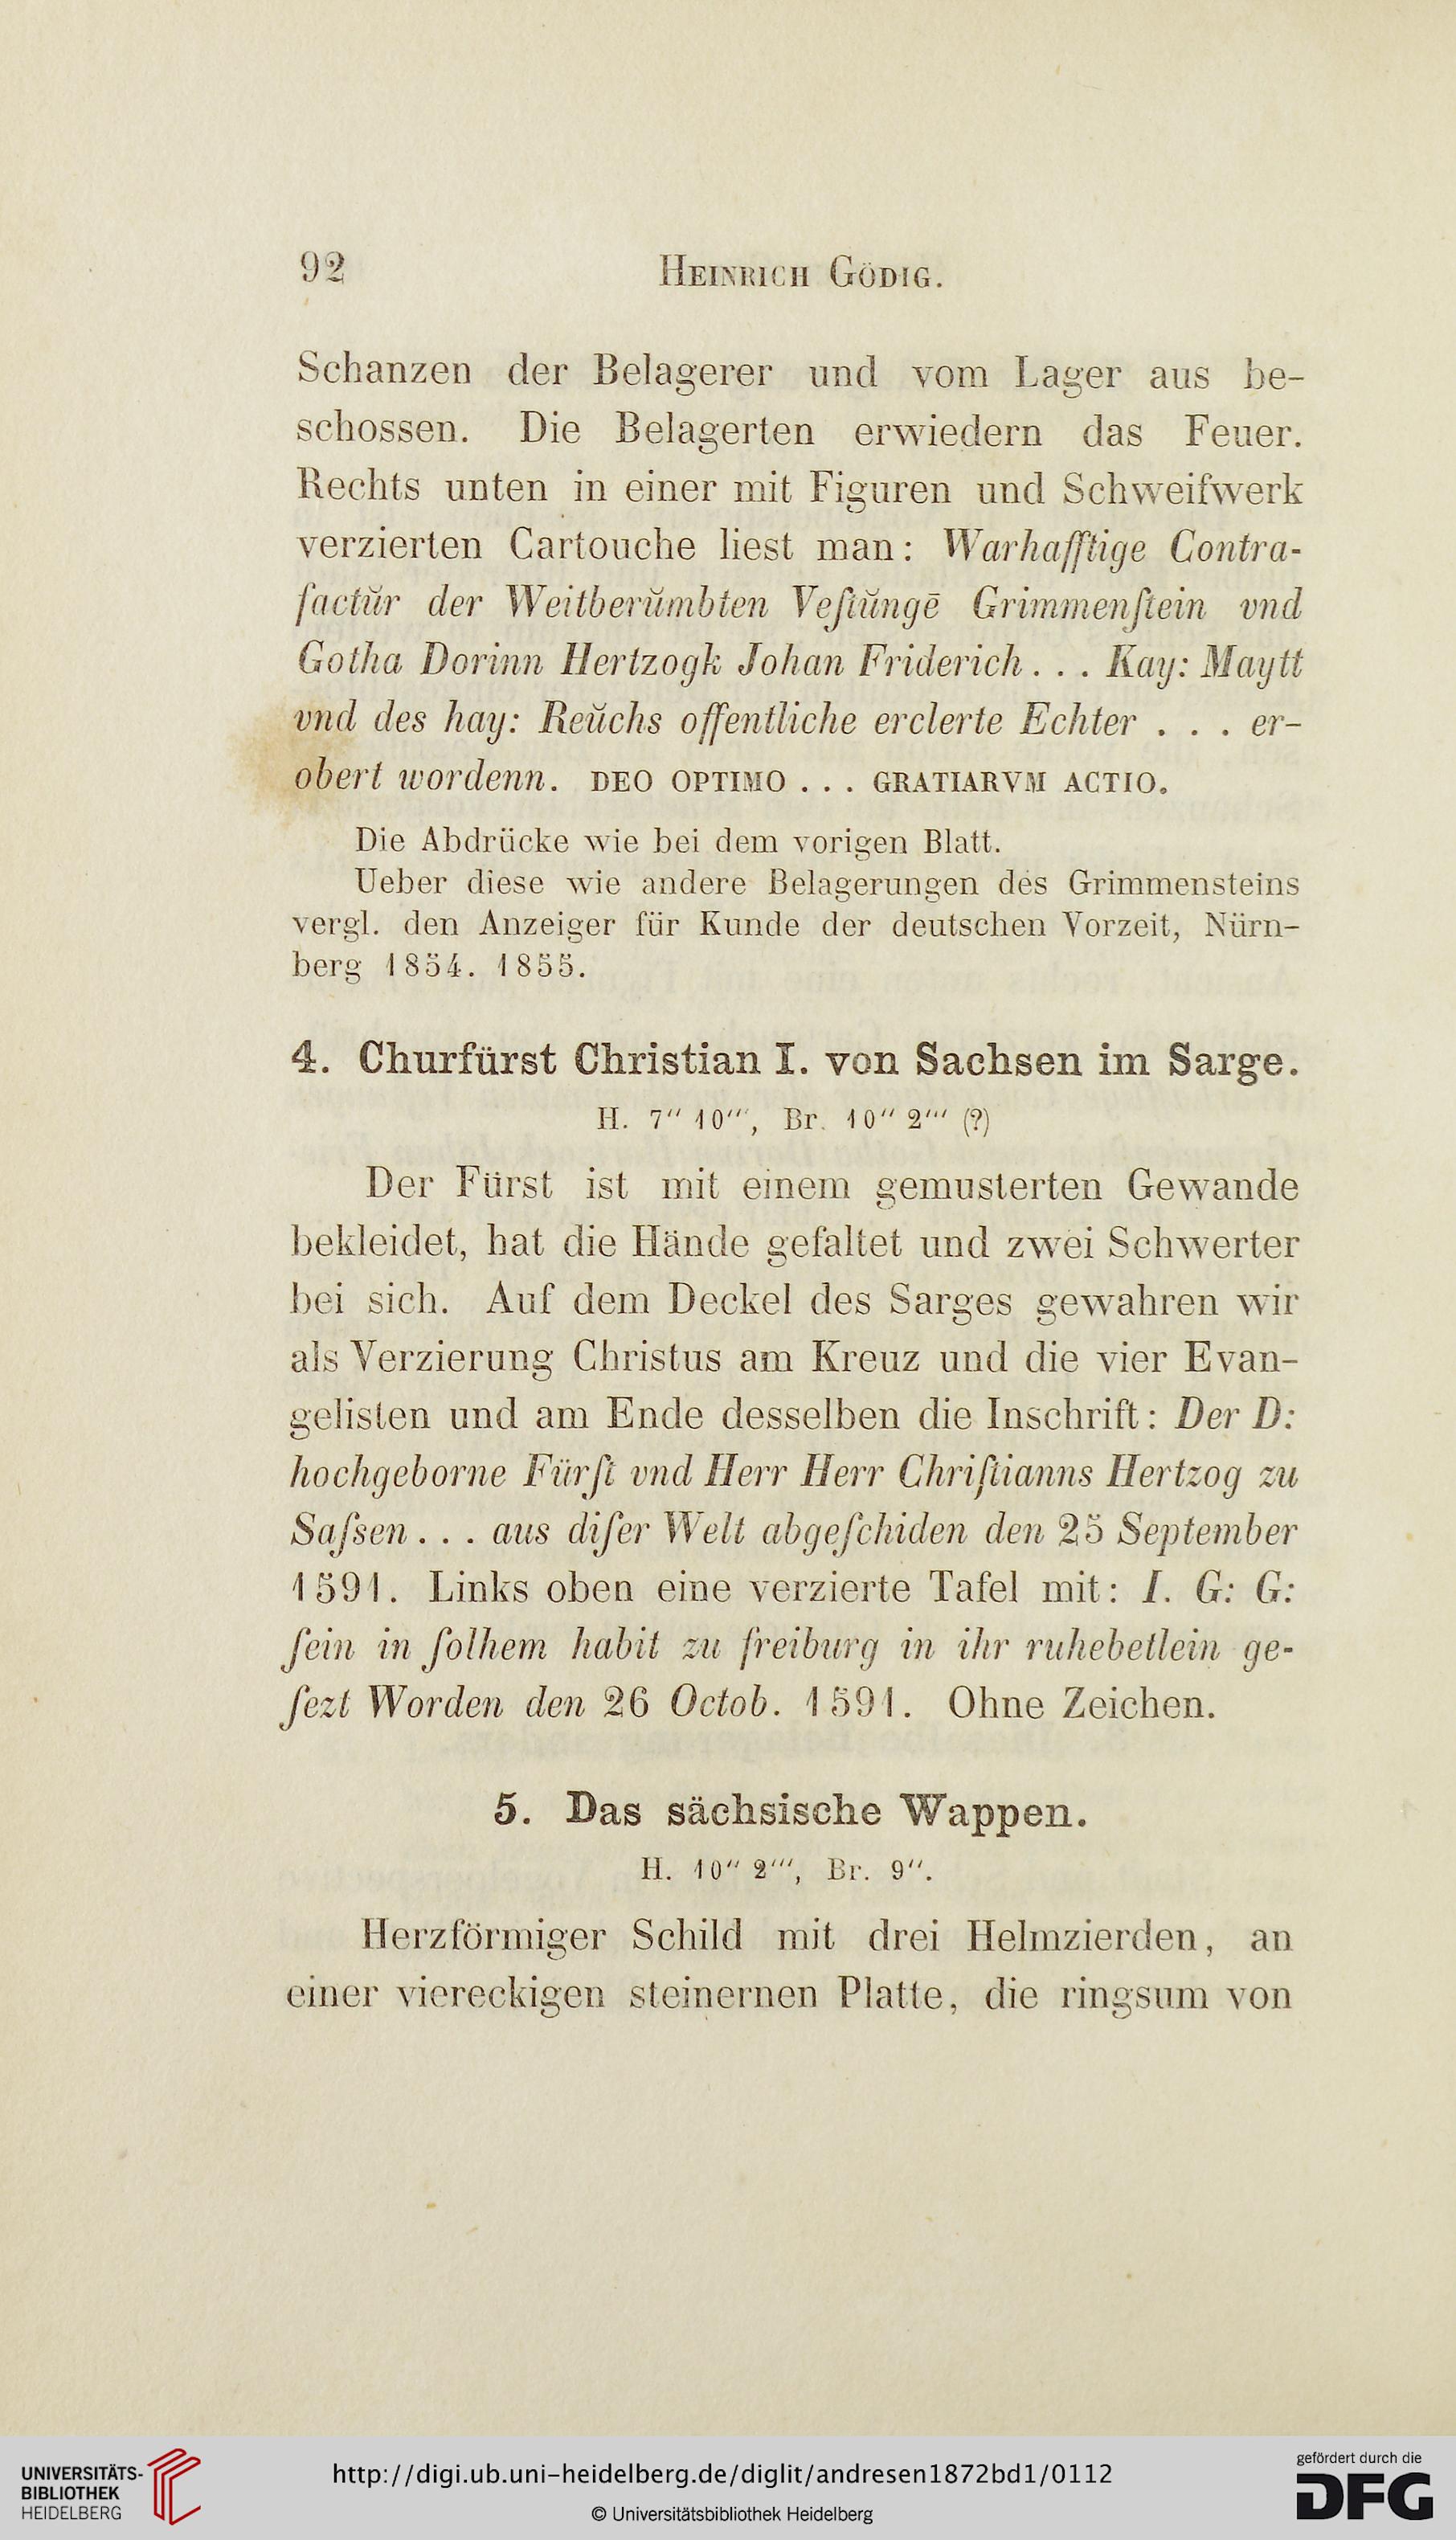 92 Heinrich Gödig.
Schanzen der Belagerer und vom Lager aus be-
schossen. Die Belagerten erwiedern das Feuer.
Rechts unten in einer mit Figuren und Schweifwerk
verzierten Cartouche liest man: Warhafftige Contra-
factŭr der Weitberŭmbten Veſtŭngē Grimmenſtein vnd
Gotha Dorinn Hertzogk Johan Friderich . . . Kay: Maytt
vnd des hay: Reŭchs offentliche erclerte Echter . . . er-
obert wordenn. DEO OPTIMO . . . GRATIARVM ACTIO.
Die Abdrücke wie bei dem vorigen Blatt.
Ueber diese wie andere Belagerungen des Grimmensteins
vergl. den Anzeiger für Kunde der deutschen Vorzeit, Nürn-
berg 1854. 1855.
4. Churfürst Christian I. von Sachsen im Sarge.
H. 7″ 10‴, Br. 10″ 2‴ (?)
Der Fürst ist mit einem gemusterten Gewande
bekleidet, hat die Hände gefaltet und zwei Schwerter
bei sich. Auf dem Deckel des Sarges gewahren wir
als Verzierung Christus am Kreuz und die vier Evan-
gelisten und am Ende desselben die Inschrift: Der D:
hochgeborne Fürſt vnd Herr Herr Chriſtianns Hertzog zu
Saſsen . . . aus diſer Welt abgeſchiden den 25 September
1591. Links oben eine verzierte Tafel mit: I. G: G:
ſein in ſolhem habit zu freiburg in ihr ruhebetlein ge-
ſezt Worden den 26 Octob. 1591. Ohne Zeichen.
5. Das sächsische Wappen.
H. 10″ 2‴, Br. 9″.
Herzförmiger Schild mit drei Helmzierden, an
einer viereckigen steinernen Platte, die ringsum von
UNIVERSITÄTS-
BIBLIOTHEK
HEIDELBERG
http://digi.ub.uni-heidelberg.de/diglit/andresen1872bd1/0112
© Universitätsbibliothek Heidelberg
gefördert durch die
DFG